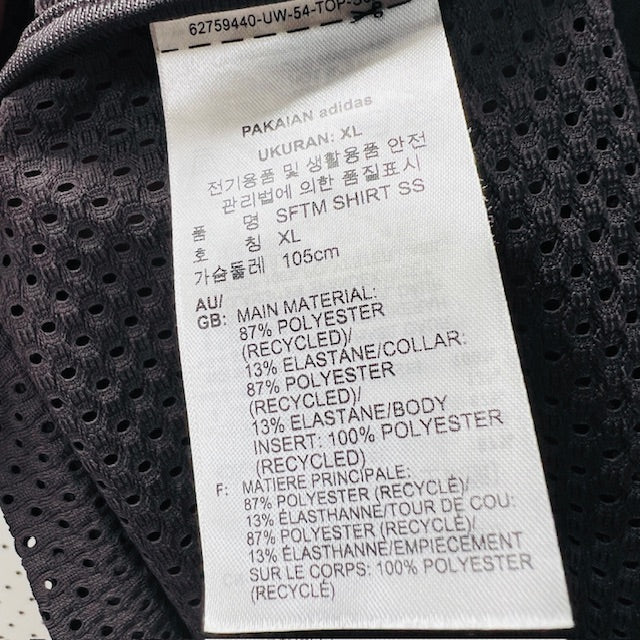 62759440-UW-54-TOP-
PAKAIAN adidas
UKURAN: XL
전기용품 및 생활용품 안전
관리법에 의한 품질표시
품 명 SFTM SHIRT SS
호 칭 XL
가슴둘레 105cm
AU/
GB: MAIN MATERIAL:
87% POLYESTER
(RECYCLED)/
13% ELASTANE/COLLAR:
87% POLYESTER
(RECYCLED)/
13% ELASTANE/BODY
INSERT: 100% POLYESTER
(RECYCLED)
F: MATIERE PRINCIPALE:
87% POLYESTER (RECYCLÉ)/
13% ÉLASTHANNE/TOUR DE COU:
87% POLYESTER (RECYCLÉ)/
13% ÉLASTHANNE/EMPIECEMENT
SUR LE CORPS: 100% POLYESTER
(RECYCLÉ)